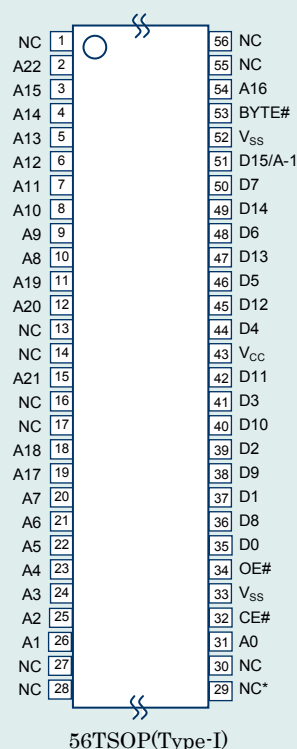 NC 1 56 NC
A22 2 55 NC
A15 3 54 A16
A14 4 53 BYTE#
A13 5 52 VSS
A12 6 51 D15/A-1
A11 7 50 D7
A10 8 49 D14
A9 9 48 D6
A8 10 47 D13
A19 11 46 D5
A20 12 45 D12
NC 13 44 D4
NC 14 43 VCC
A21 15 42 D11
NC 16 41 D3
NC 17 40 D10
A18 18 39 D2
A17 19 38 D9
A7 20 37 D1
A6 21 36 D8
A5 22 35 D0
A4 23 34 OE#
A3 24 33 VSS
A2 25 32 CE#
A1 26 31 A0
NC 27 30 NC
NC 28 29 NC*
56TSOP(Type-I)